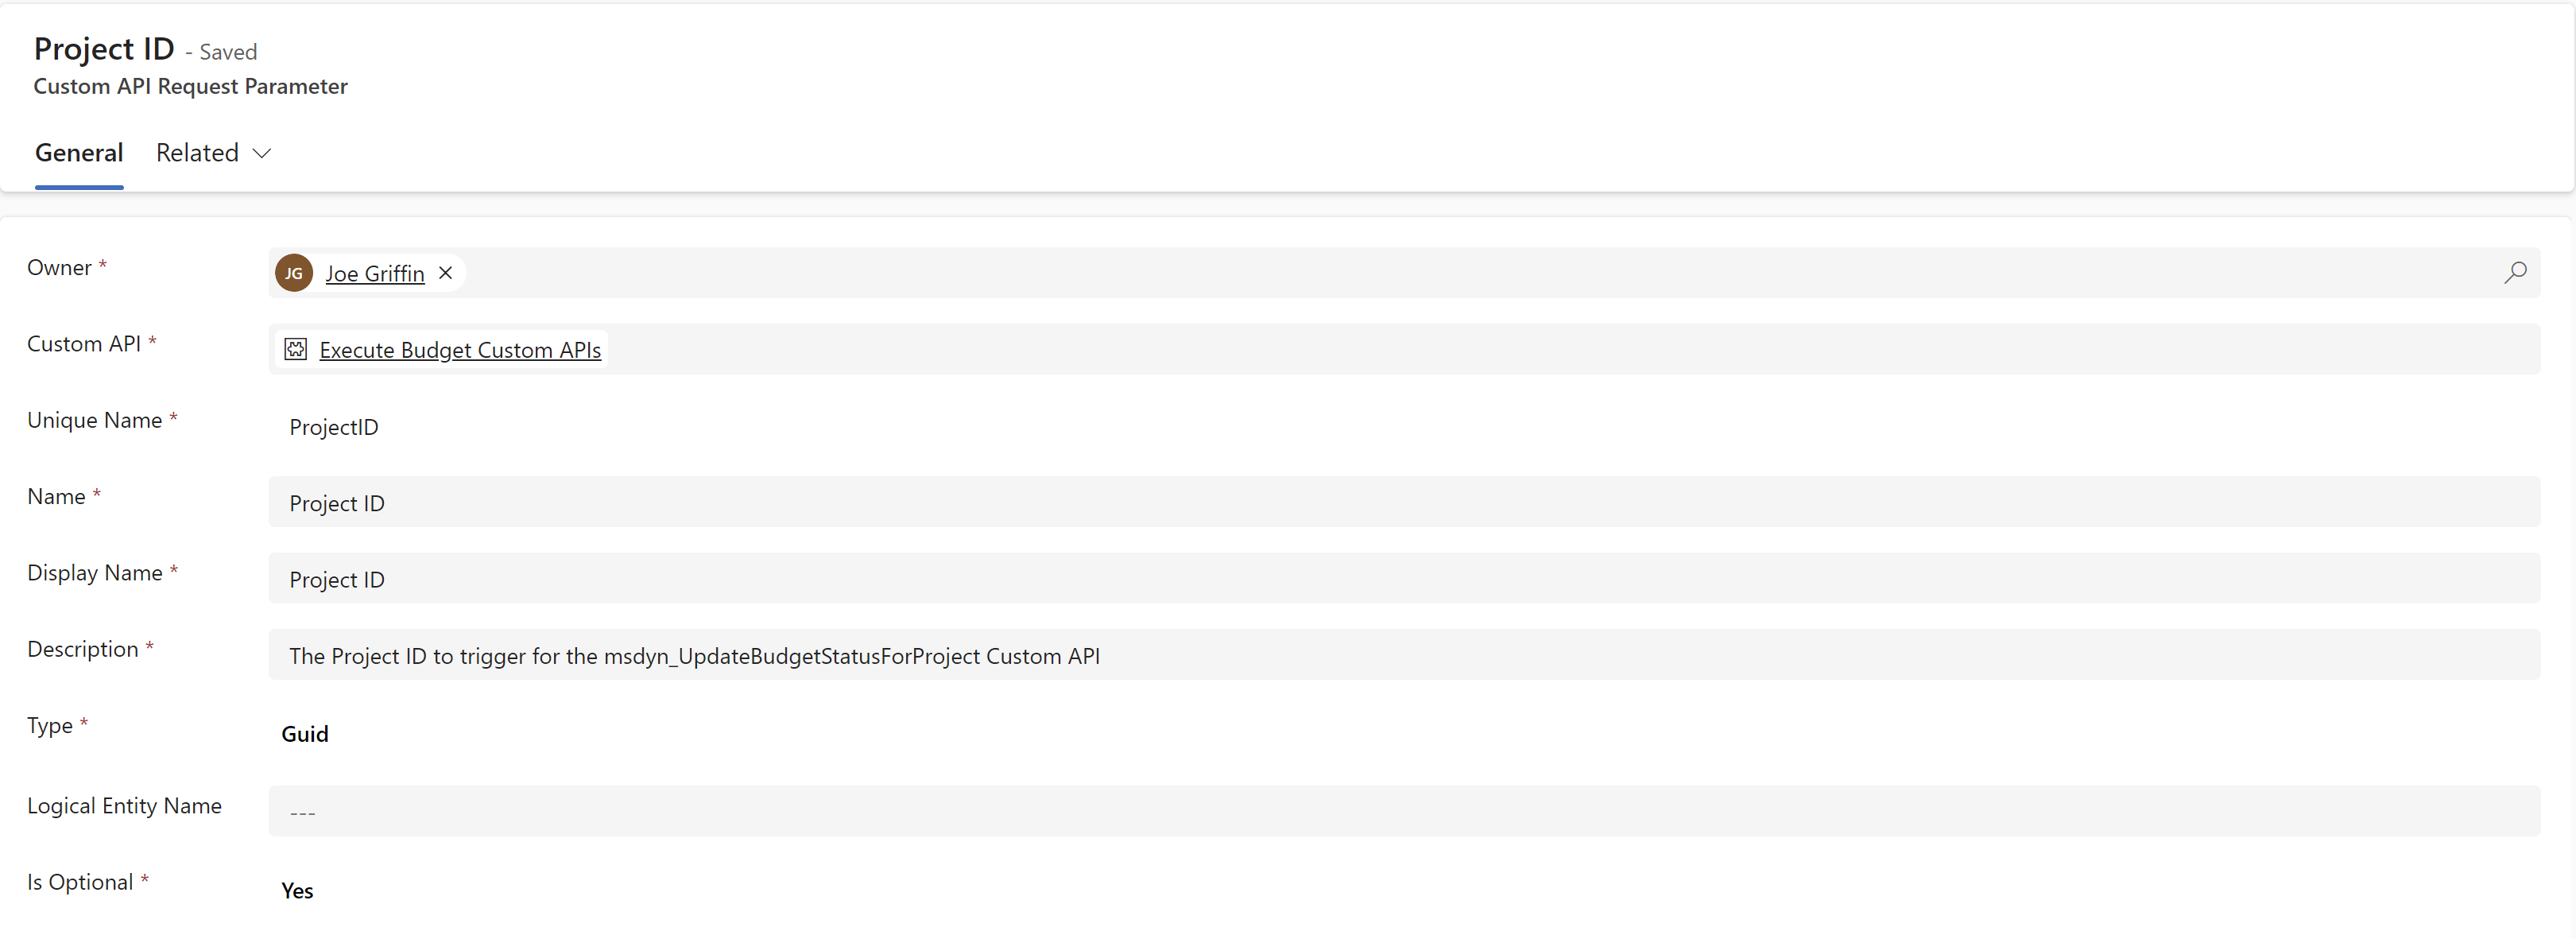 Project ID - Saved
Custom API Request Parameter
General Related
Owner * JG Joe Griffin
Custom API * Execute Budget Custom APIs
Unique Name * ProjectID
Name * Project ID
Display Name * Project ID
Description * The Project ID to trigger for the msdyn_UpdateBudgetStatusForProject Custom API
Type * Guid
Logical Entity Name ---
Is Optional * Yes